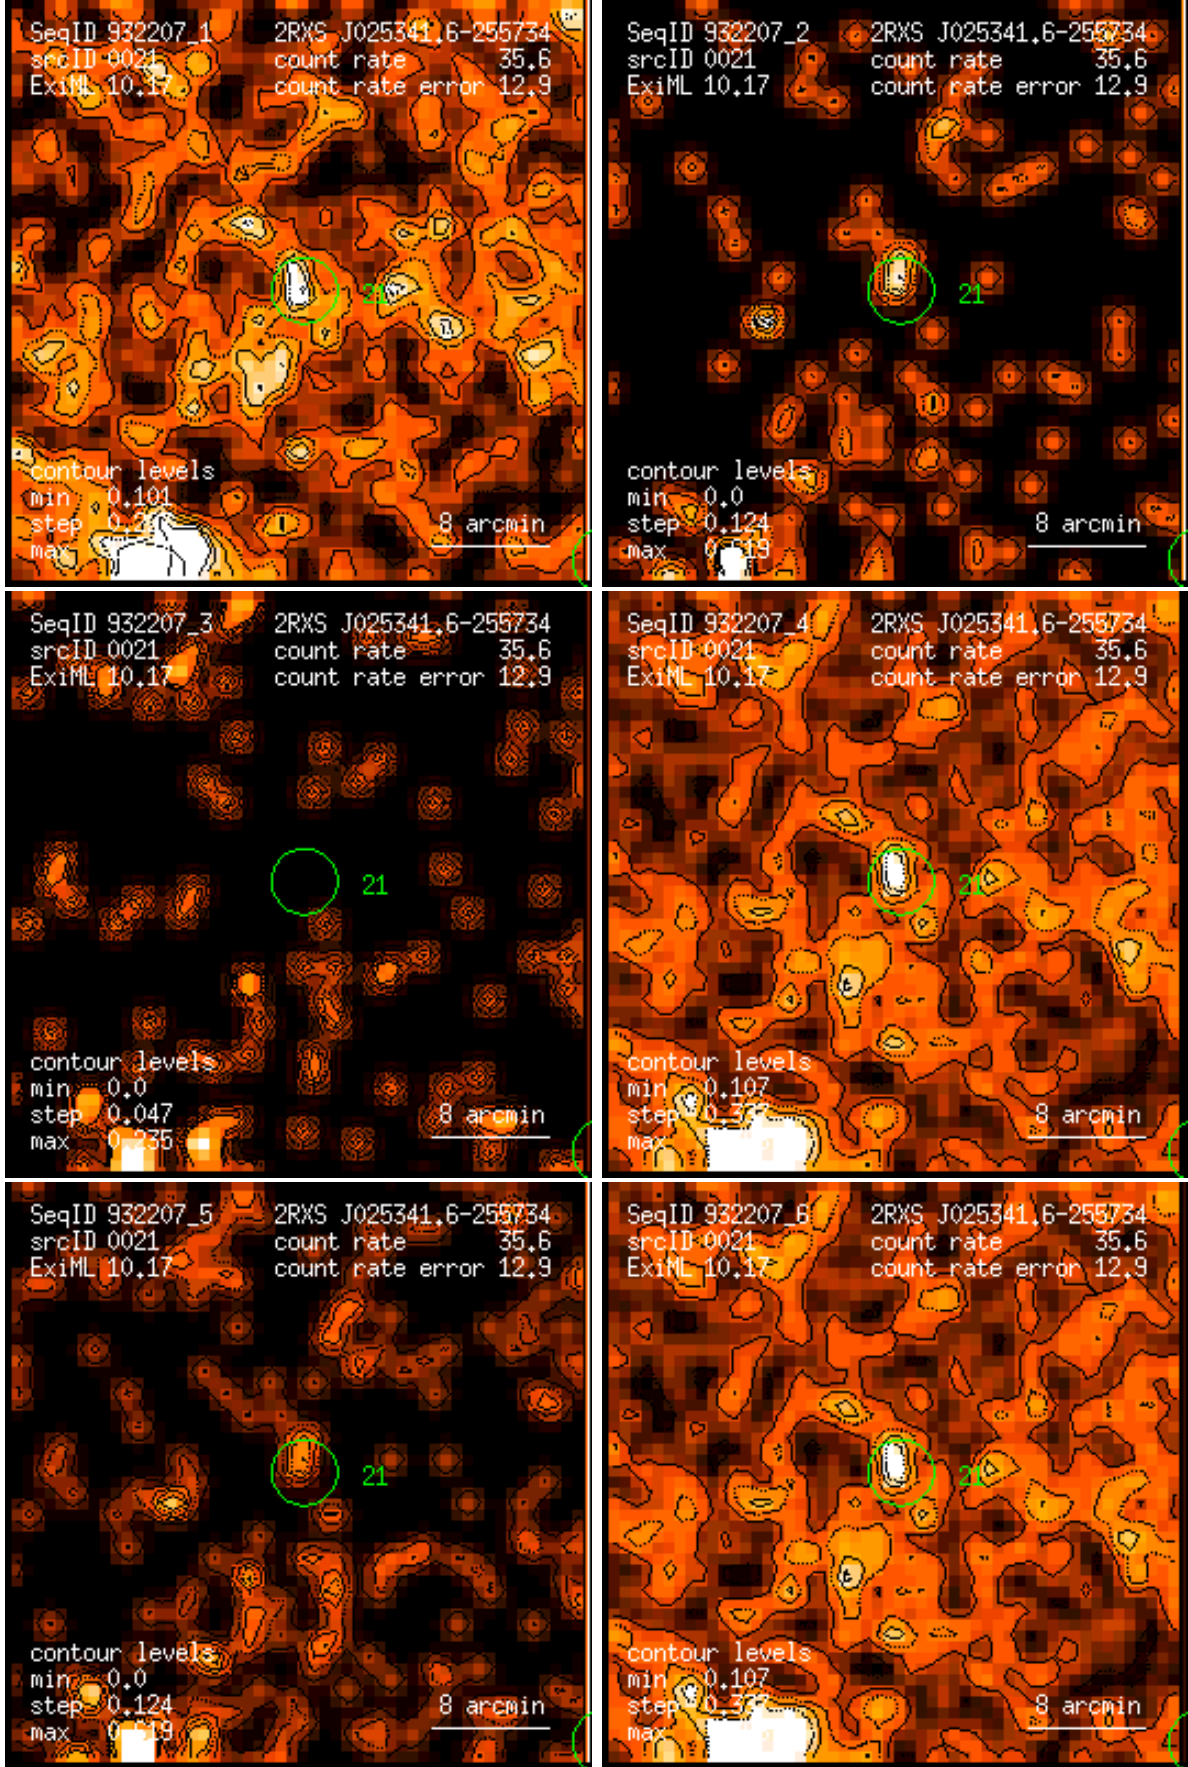 SeqID 932207_1 2RXS J025341.6-255734
srcID 0021 count rate 35.6
ExiML 10.17 count rate error 12.9
21
contour levels
min 0.101
step
max
8 arcmin
SeqID 932207_2 2RXS J025341.6-255734
srcID 0021 count rate 35.6
ExiML 10.17 count rate error 12.9
21
contour levels
min 0.0
step 0.124
max 0.619
8 arcmin
SeqID 932207_3 2RXS J025341.6-255734
srcID 0021 count rate 35.6
ExiML 10.17 count rate error 12.9
21
contour levels
min 0.0
step 0.047
max 0.235
8 arcmin
SeqID 932207_4 2RXS J025341.6-255734
srcID 0021 count rate 35.6
ExiML 10.17 count rate error 12.9
21
contour levels
min 0.107
step
max
8 arcmin
SeqID 932207_5 2RXS J025341.6-255734
srcID 0021 count rate 35.6
ExiML 10.17 count rate error 12.9
21
contour levels
min 0.0
step 0.124
max 0.619
8 arcmin
SeqID 932207_6 2RXS J025341.6-255734
srcID 0021 count rate 35.6
ExiML 10.17 count rate error 12.9
21
contour levels
min 0.107
step
max
8 arcmin